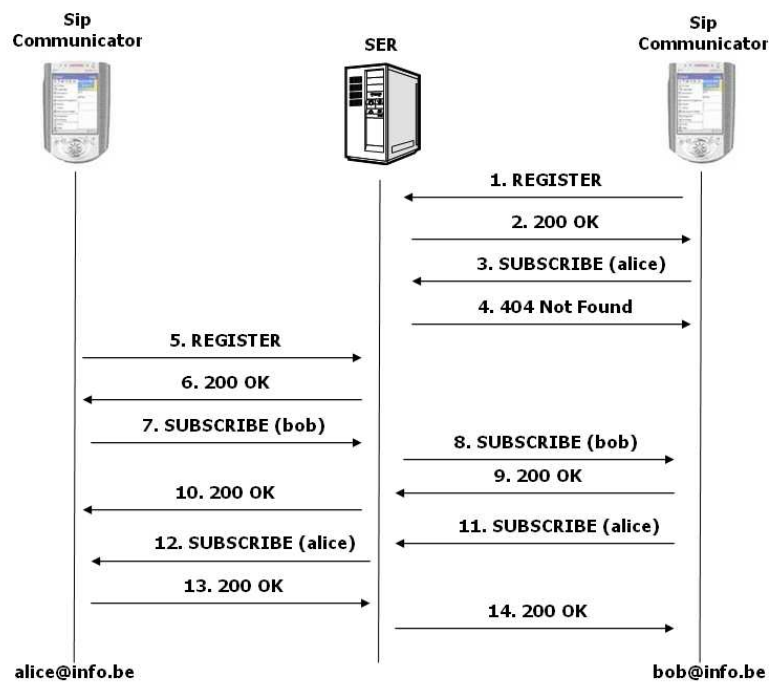 Sip
Communicator
SER
Sip
Communicator
1. REGISTER
2. 200 OK
3. SUBSCRIBE (alice)
4. 404 Not Found
5. REGISTER
6. 200 OK
7. SUBSCRIBE (bob)
8. SUBSCRIBE (bob)
9. 200 OK
10. 200 OK
11. SUBSCRIBE (alice)
12. SUBSCRIBE (alice)
13. 200 OK
14. 200 OK
alice@info.be
bob@info.be